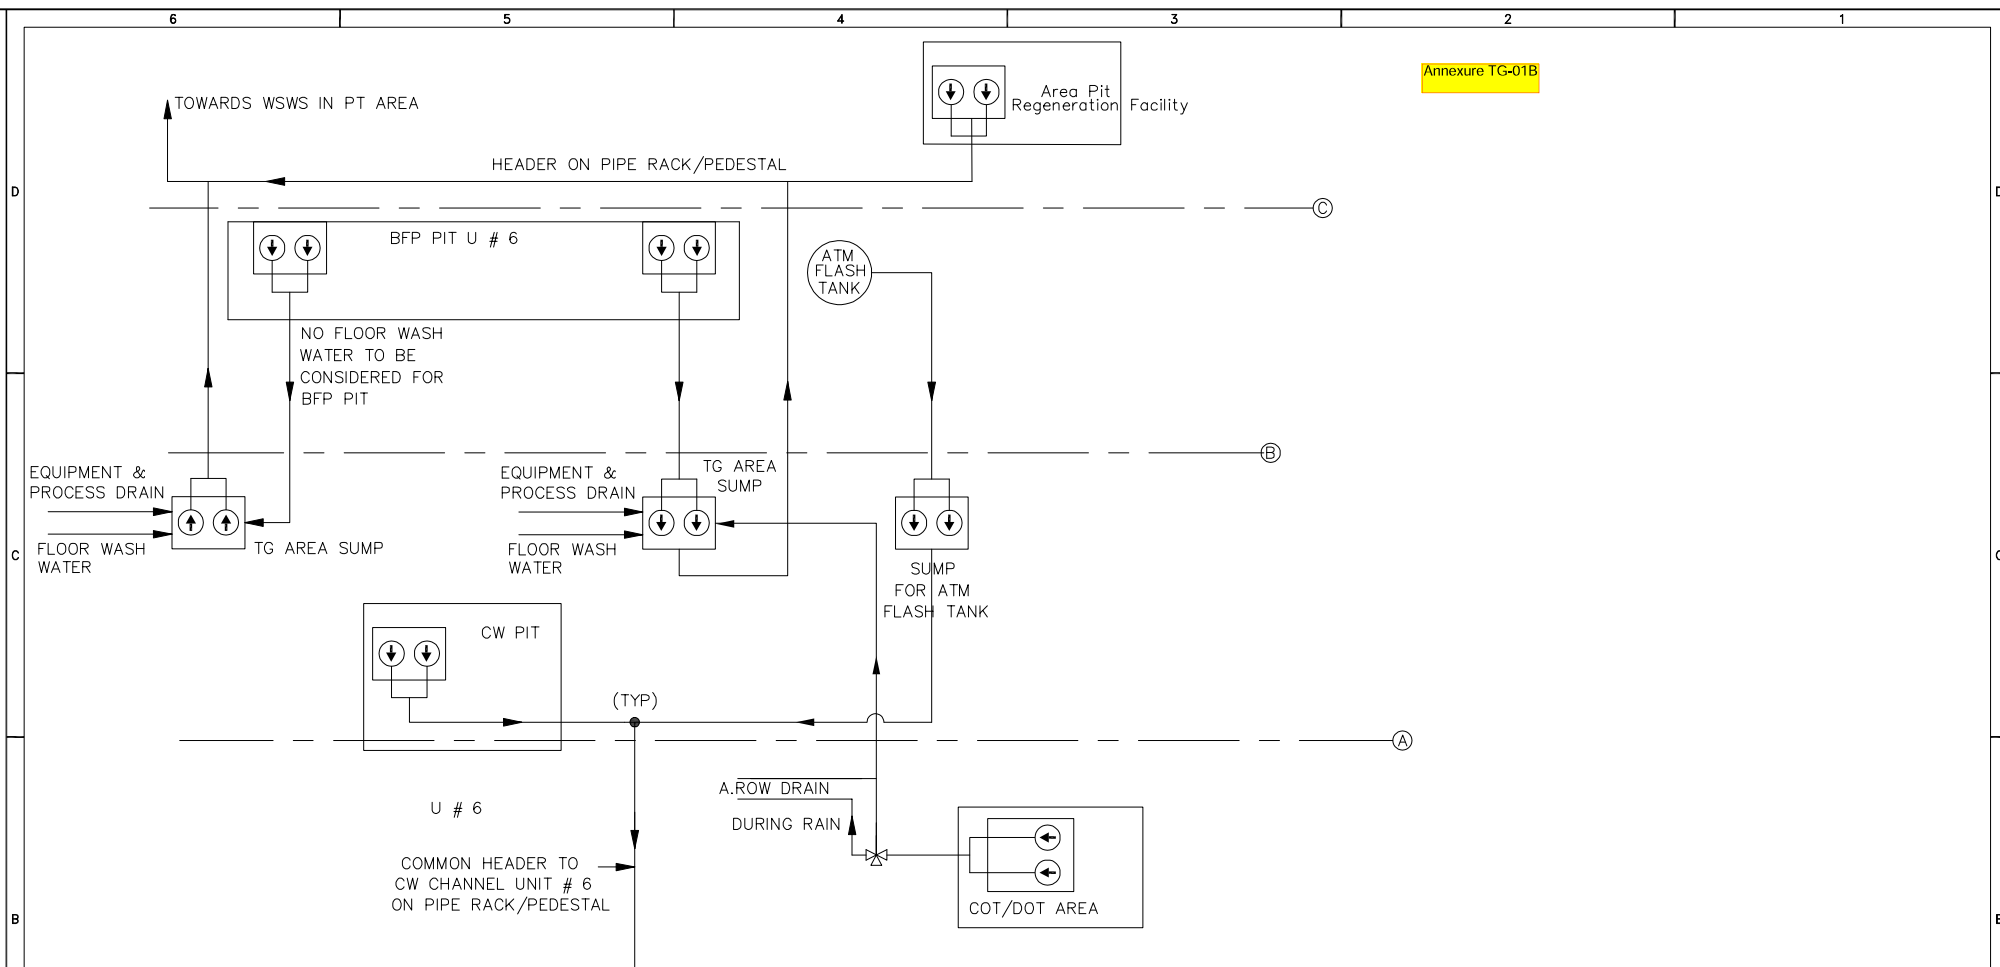 6 5 4 3 2 1
Annexure TG-01B
Area Pit
Regeneration Facility
TOWARDS WSWS IN PT AREA
HEADER ON PIPE RACK/PEDESTAL
D
C
BFP PIT U # 6
ATM
FLASH
TANK
NO FLOOR WASH
WATER TO BE
CONSIDERED FOR
BFP PIT
B
EQUIPMENT &
PROCESS DRAIN
FLOOR WASH
WATER
TG AREA SUMP
EQUIPMENT &
PROCESS DRAIN
FLOOR WASH
WATER
TG AREA
SUMP
C
SUMP
FOR ATM
FLASH TANK
CW PIT
(TYP)
A
A.ROW DRAIN
DURING RAIN
U # 6
COMMON HEADER TO
CW CHANNEL UNIT # 6
ON PIPE RACK/PEDESTAL
COT/DOT AREA
B